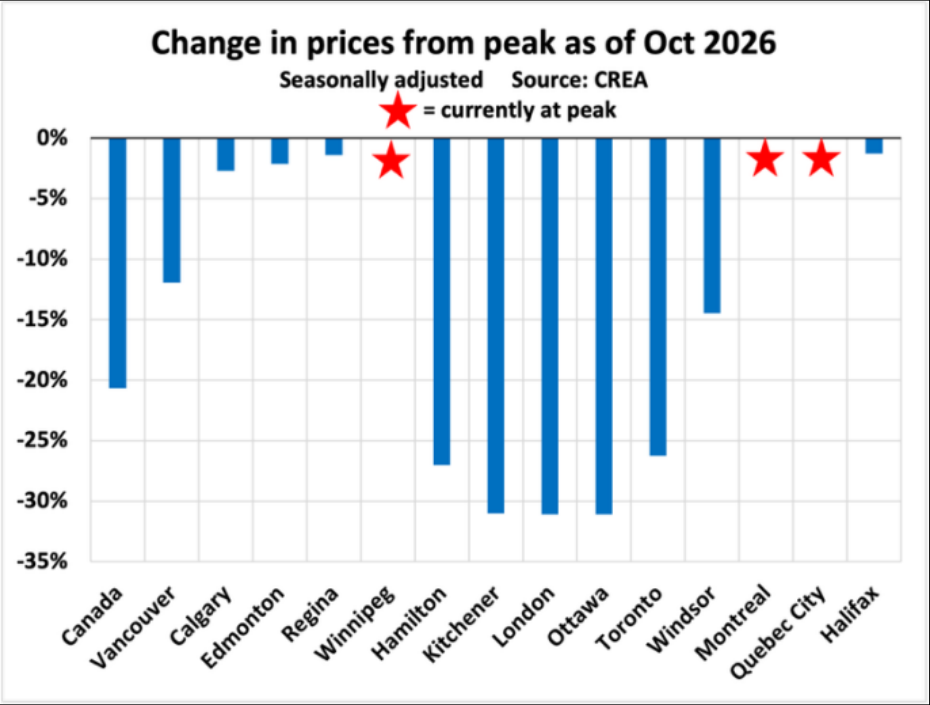 Change in prices from peak as of Oct 2026
Seasonally adjusted Source: CREA
= currently at peak
0%
-5%
-10%
-15%
-20%
-25%
-30%
-35%
Canada
Vancouver
Calgary
Edmonton
Regina
Winnipeg
Hamilton
Kitchener
London
Ottawa
Toronto
Windsor
Montreal
Quebec City
Halifax